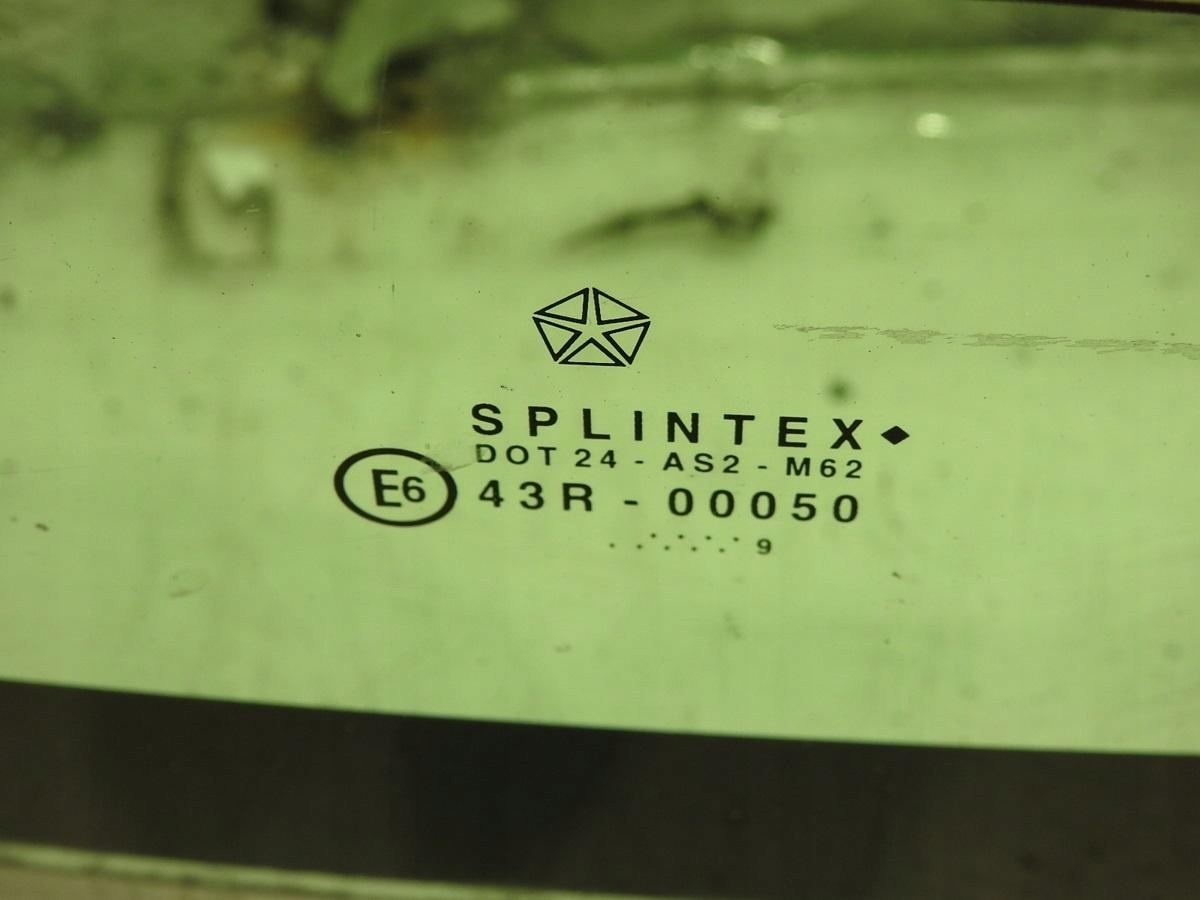 SPLINTEX
DOT 24 - AS2 - M62
E6 43R - 00050
9